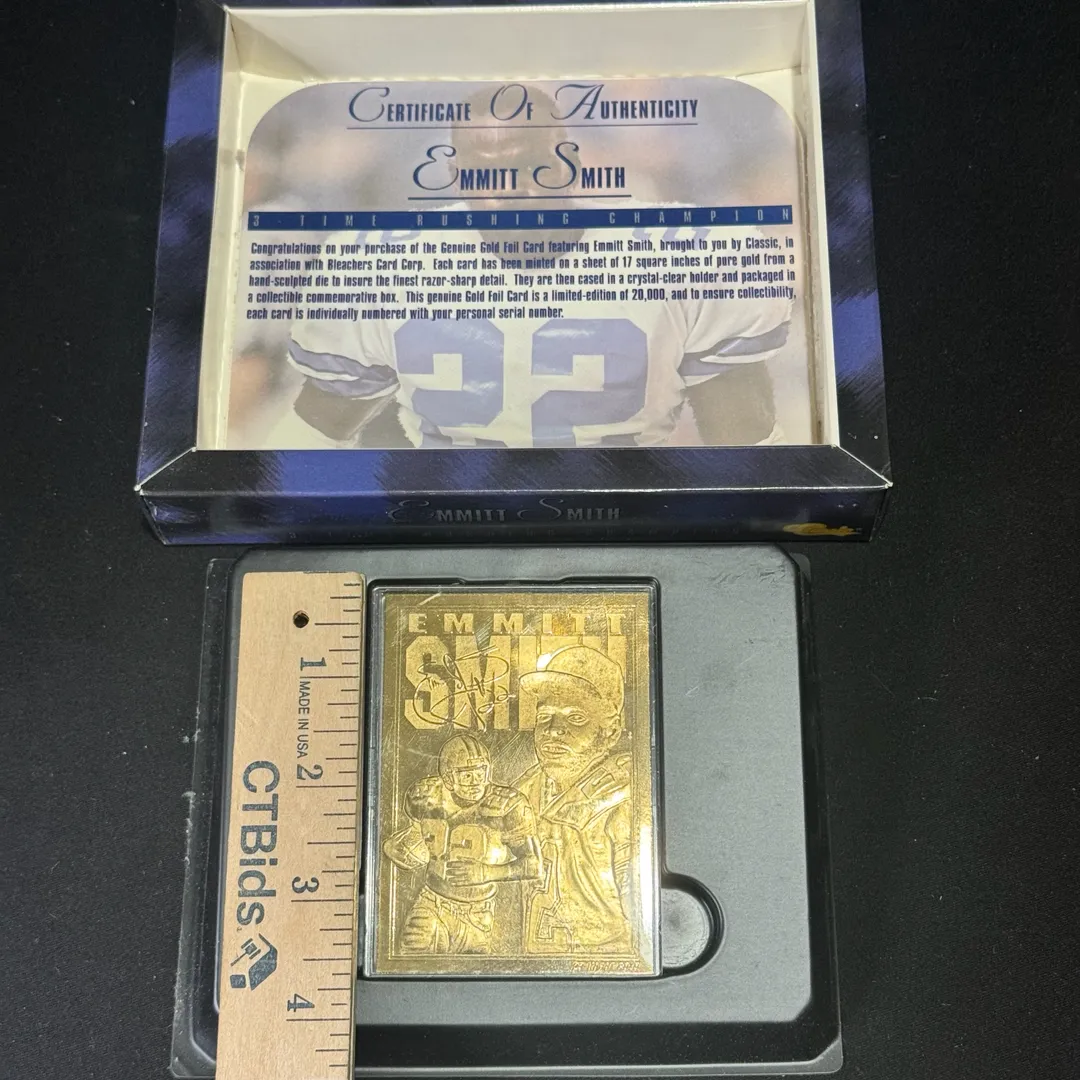 CERTIFICATE OF AUTHENTICITY
EMMITT SMITH
3-TIME RUSHING CHAMPION
Congratulations on your purchase of the Genuine Gold Foil Card featuring Emmitt Smith, brought to you by Classic, in
association with Bleachers Card Corp. Each card has been minted on a sheet of 17 square inches of pure gold from a
hand-sculpted die to insure the finest razor-sharp detail. They are then cased in a crystal-clear holder and packaged in
a collectible commemorative box. This genuine Gold Foil Card is a limited-edition of 20,000, and to ensure collectibility,
each card is individually numbered with your personal serial number.
22
EMMITT SMITH
1
MADE IN USA
2
3
4
CTBids
EMMITT
SMITH
22